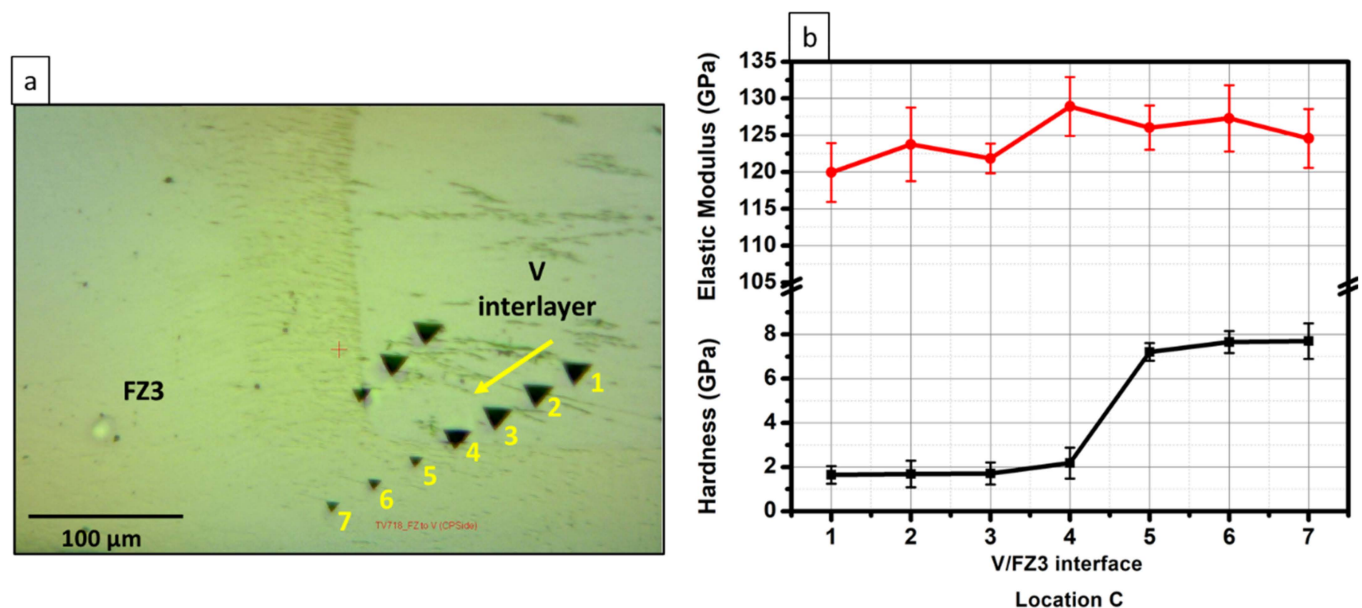 a
V
interlayer
FZ3
1
2
3
4
5
6
7
TV718_FZ to V (CPSide)
100 µm
b
Elastic Modulus (GPa)
135
130
125
120
115
110
105
Hardness (GPa)
8
6
4
2
0
1 2 3 4 5 6 7
V/FZ3 interface
Location C